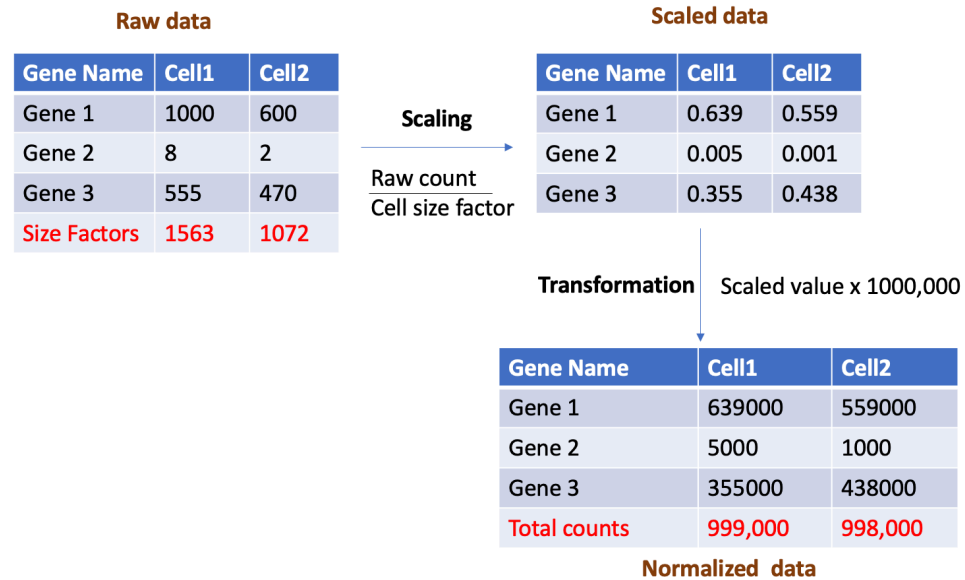 Raw data
Gene Name Cell1 Cell2
Gene 1 1000 600
Gene 2 8 2
Gene 3 555 470
Size Factors 1563 1072
Scaling
Raw count
Cell size factor
Scaled data
Gene Name Cell1 Cell2
Gene 1 0.639 0.559
Gene 2 0.005 0.001
Gene 3 0.355 0.438
Transformation
Scaled value x 1000,000
Gene Name Cell1 Cell2
Gene 1 639000 559000
Gene 2 5000 1000
Gene 3 355000 438000
Total counts 999,000 998,000
Normalized data